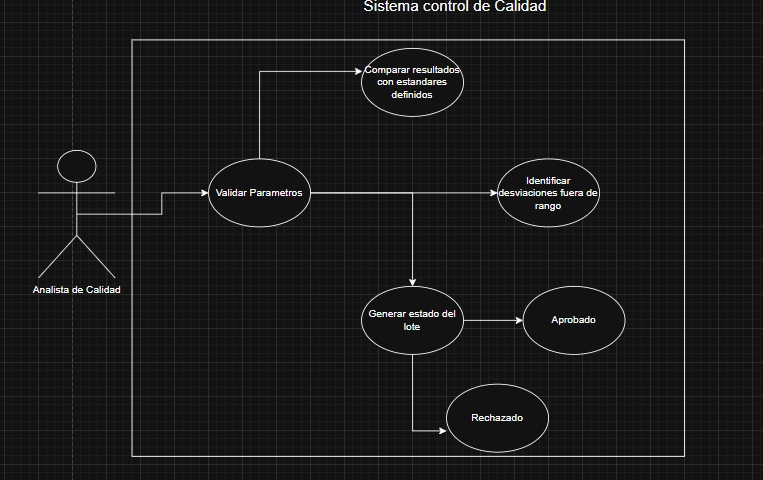 Sistema control de Calidad
Comparar resultados
con estandares
definidos
Validar Parametros
Identificar
desviaciones fuera de
rango
Analista de Calidad
Generar estado del
lote
Aprobado
Rechazado